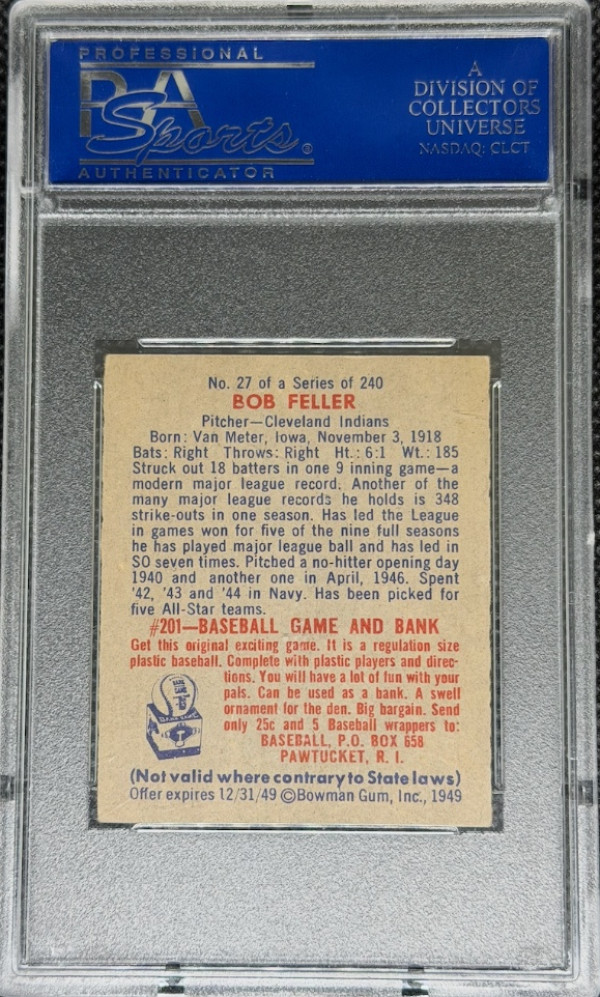 PROFESSIONAL
PSA
Sports®
AUTHENTICATOR
A
DIVISION OF
COLLECTORS
UNIVERSE
NASDAQ: CLCT
No. 27 of a Series of 240
BOB FELLER
Pitcher—Cleveland Indians
Born: Van Meter, Iowa, November 3, 1918
Bats: Right Throws: Right Ht.: 6:1 Wt.: 185
Struck out 18 batters in one 9 inning game—a
modern major league record. Another of the
many major league records he holds is 348
strike-outs in one season. Has led the League
in games won for five of the nine full seasons
he has played major league ball and has led in
SO seven times. Pitched a no-hitter opening day
1940 and another one in April, 1946. Spent
'42, '43 and '44 in Navy. Has been picked for
five All-Star teams.
#201—BASEBALL GAME AND BANK
Get this original exciting game. It is a regulation size
plastic baseball. Complete with plastic players and direc-
tions. You will have a lot of fun with your
pals. Can be used as a bank. A swell
ornament for the den. Big bargain. Send
only 25c and 5 Baseball wrappers to:
BASEBALL, P.O. BOX 658
PAWTUCKET, R. I.
(Not valid where contrary to State laws)
Offer expires 12/31/49 ©Bowman Gum, Inc., 1949